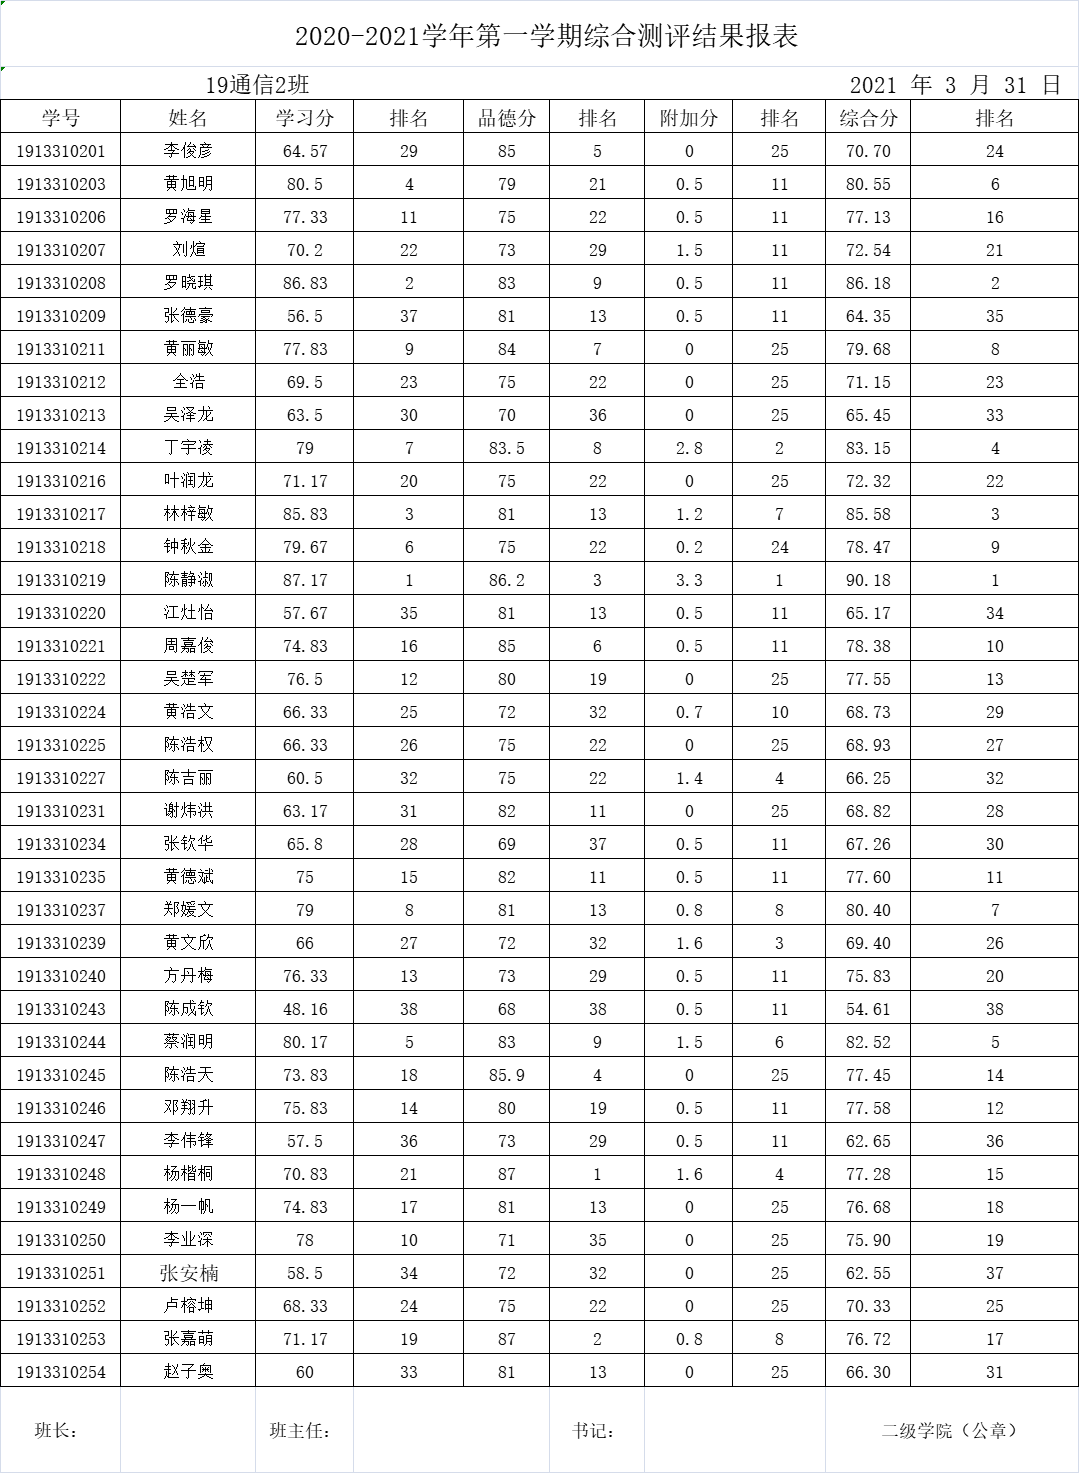 2020-2021学年第一学期综合测评结果报表
19通信2班 2021 年 3 月 31 日
学号 姓名 学习分 排名 品德分 排名 附加分 排名 综合分 排名
1913310201 李俊彦 64.57 29 85 5 0 25 70.70 24
1913310203 黄旭明 80.5 4 79 21 0.5 11 80.55 6
1913310206 罗海星 77.33 11 75 22 0.5 11 77.13 16
1913310207 刘煊 70.2 22 73 29 1.5 11 72.54 21
1913310208 罗晓琪 86.83 2 83 9 0.5 11 86.18 2
1913310209 张德豪 56.5 37 81 13 0.5 11 64.35 35
1913310211 黄丽敏 77.83 9 84 7 0 25 79.68 8
1913310212 全浩 69.5 23 75 22 0 25 71.15 23
1913310213 吴泽龙 63.5 30 70 36 0 25 65.45 33
1913310214 丁宇凌 79 7 83.5 8 2.8 2 83.15 4
1913310216 叶润龙 71.17 20 75 22 0 25 72.32 22
1913310217 林梓敏 85.83 3 81 13 1.2 7 85.58 3
1913310218 钟秋金 79.67 6 75 22 0.2 24 78.47 9
1913310219 陈静淑 87.17 1 86.2 3 3.3 1 90.18 1
1913310220 江灶怡 57.67 35 81 13 0.5 11 65.17 34
1913310221 周嘉俊 74.83 16 85 6 0.5 11 78.38 10
1913310222 吴楚军 76.5 12 80 19 0 25 77.55 13
1913310224 黄浩文 66.33 25 72 32 0.7 10 68.73 29
1913310225 陈浩权 66.33 26 75 22 0 25 68.93 27
1913310227 陈吉丽 60.5 32 75 22 1.4 4 66.25 32
1913310231 谢炜洪 63.17 31 82 11 0 25 68.82 28
1913310234 张钦华 65.8 28 69 37 0.5 11 67.26 30
1913310235 黄德斌 75 15 82 11 0.5 11 77.60 11
1913310237 郑媛文 79 8 81 13 0.8 8 80.40 7
1913310239 黄文欣 66 27 72 32 1.6 3 69.40 26
1913310240 方丹梅 76.33 13 73 29 0.5 11 75.83 20
1913310243 陈成钦 48.16 38 68 38 0.5 11 54.61 38
1913310244 蔡润明 80.17 5 83 9 1.5 6 82.52 5
1913310245 陈浩天 73.83 18 85.9 4 0 25 77.45 14
1913310246 邓翔升 75.83 14 80 19 0.5 11 77.58 12
1913310247 李伟锋 57.5 36 73 29 0.5 11 62.65 36
1913310248 杨楷桐 70.83 21 87 1 1.6 4 77.28 15
1913310249 杨一帆 74.83 17 81 13 0 25 76.68 18
1913310250 李业深 78 10 71 35 0 25 75.90 19
1913310251 张安楠 58.5 34 72 32 0 25 62.55 37
1913310252 卢榕坤 68.33 24 75 22 0 25 70.33 25
1913310253 张嘉萌 71.17 19 87 2 0.8 8 76.72 17
1913310254 赵子奥 60 33 81 13 0 25 66.30 31
班长： 班主任： 书记： 二级学院（公章）